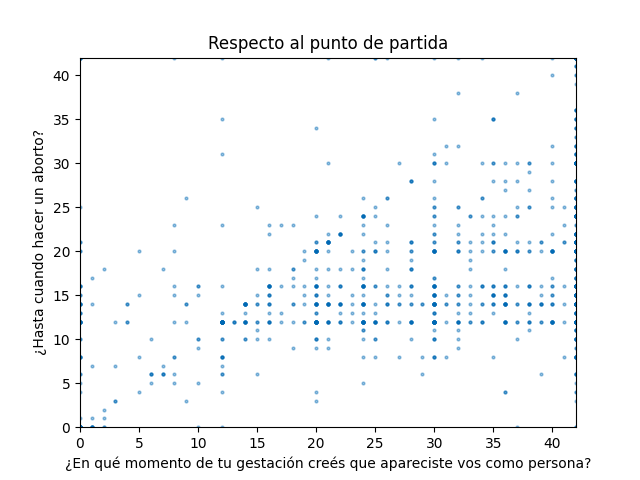 Respecto al punto de partida
40
35
30
25
20
15
10
5
0
¿Hasta cuando hacer un aborto?
0 5 10 15 20 25 30 35 40
¿En qué momento de tu gestación creés que apareciste vos como persona?